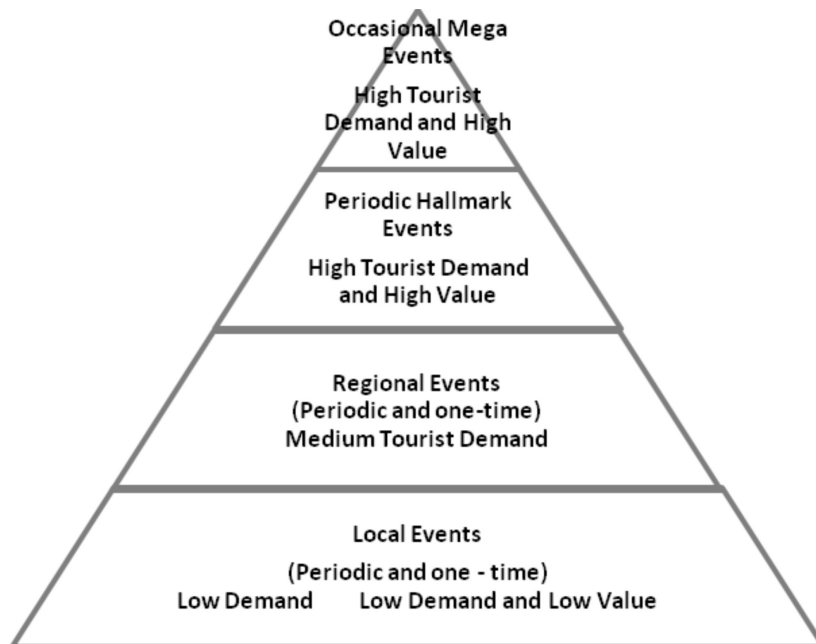 Occasional Mega
Events
High Tourist
Demand and High
Value
Periodic Hallmark
Events
High Tourist Demand
and High Value
Regional Events
(Periodic and one-time)
Medium Tourist Demand
Local Events
(Periodic and one - time)
Low Demand Low Demand and Low Value